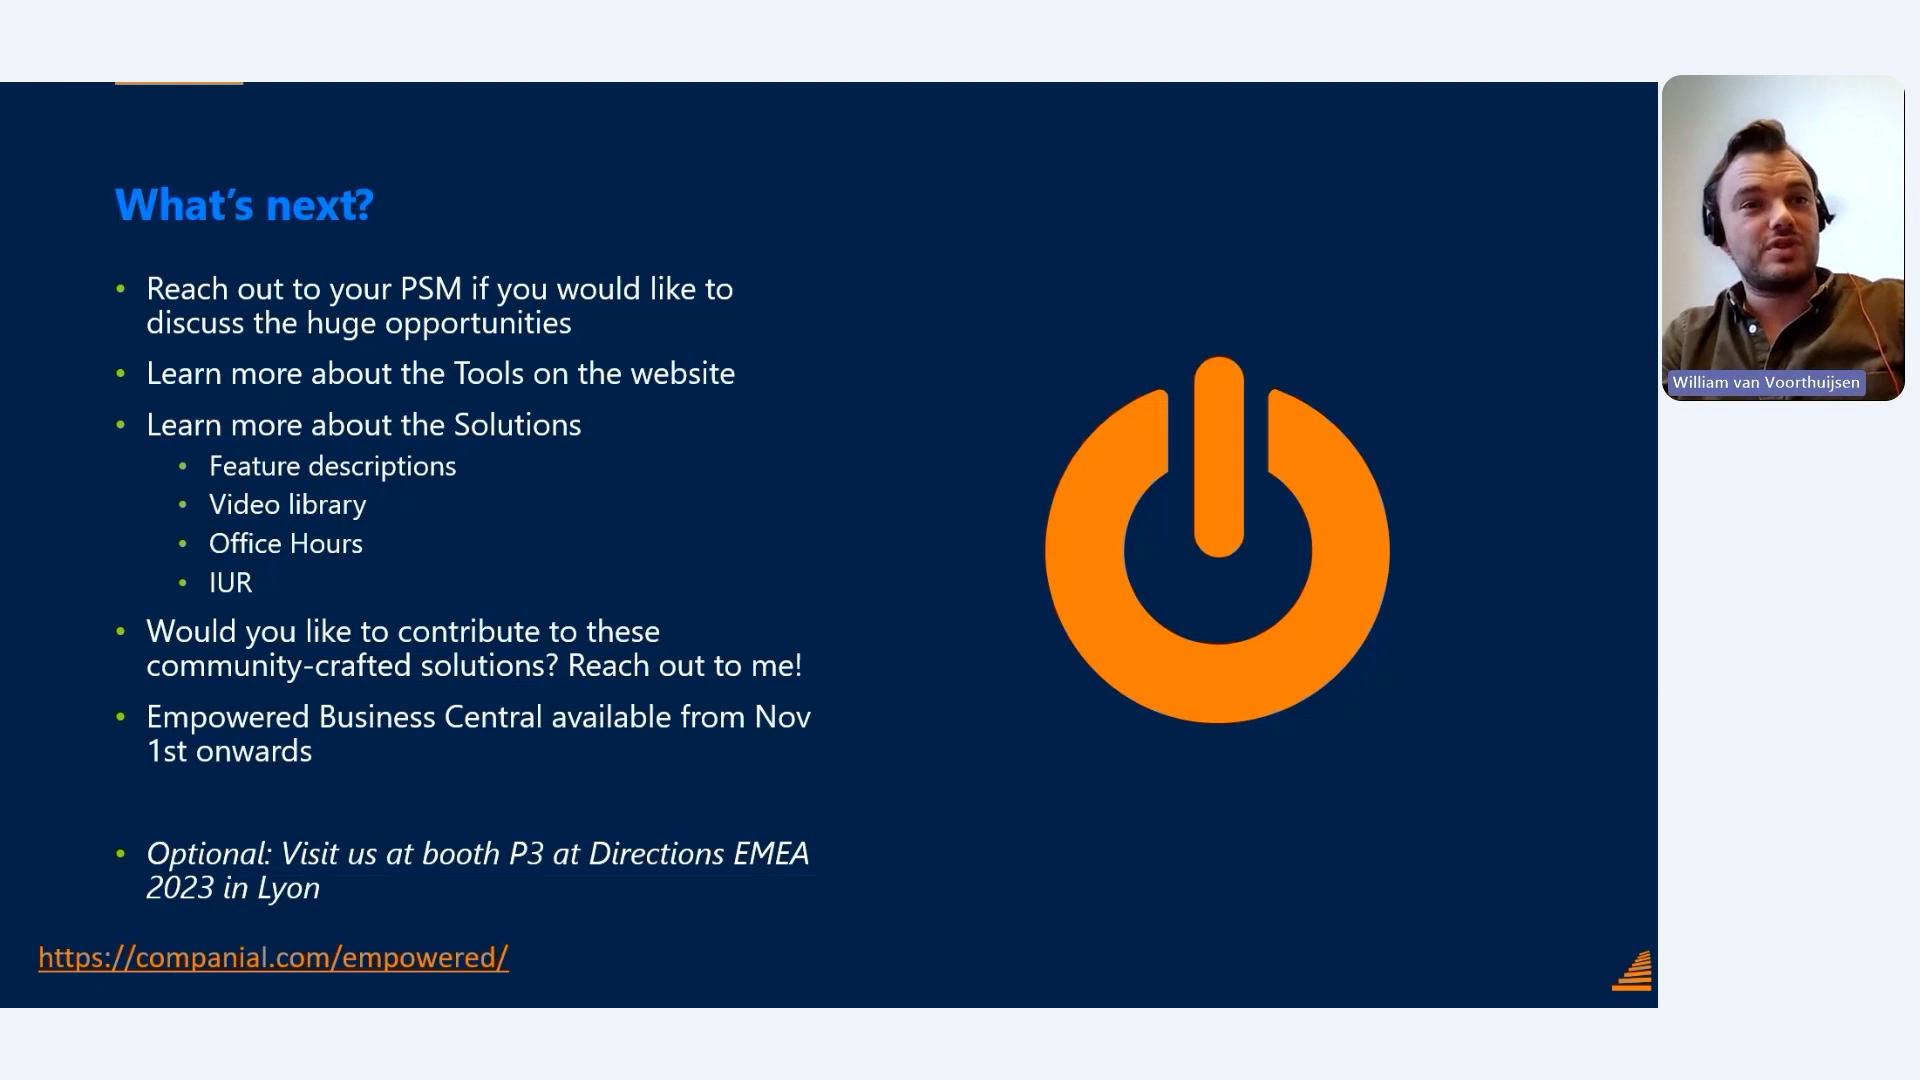 What's next?
• Reach out to your PSM if you would like to
discuss the huge opportunities
• Learn more about the Tools on the website
• Learn more about the Solutions
• Feature descriptions
• Video library
• Office Hours
• IUR
• Would you like to contribute to these
community-crafted solutions? Reach out to me!
• Empowered Business Central available from Nov
1st onwards
• Optional: Visit us at booth P3 at Directions EMEA
2023 in Lyon
https://companial.com/empowered/
William van Voorthuijsen